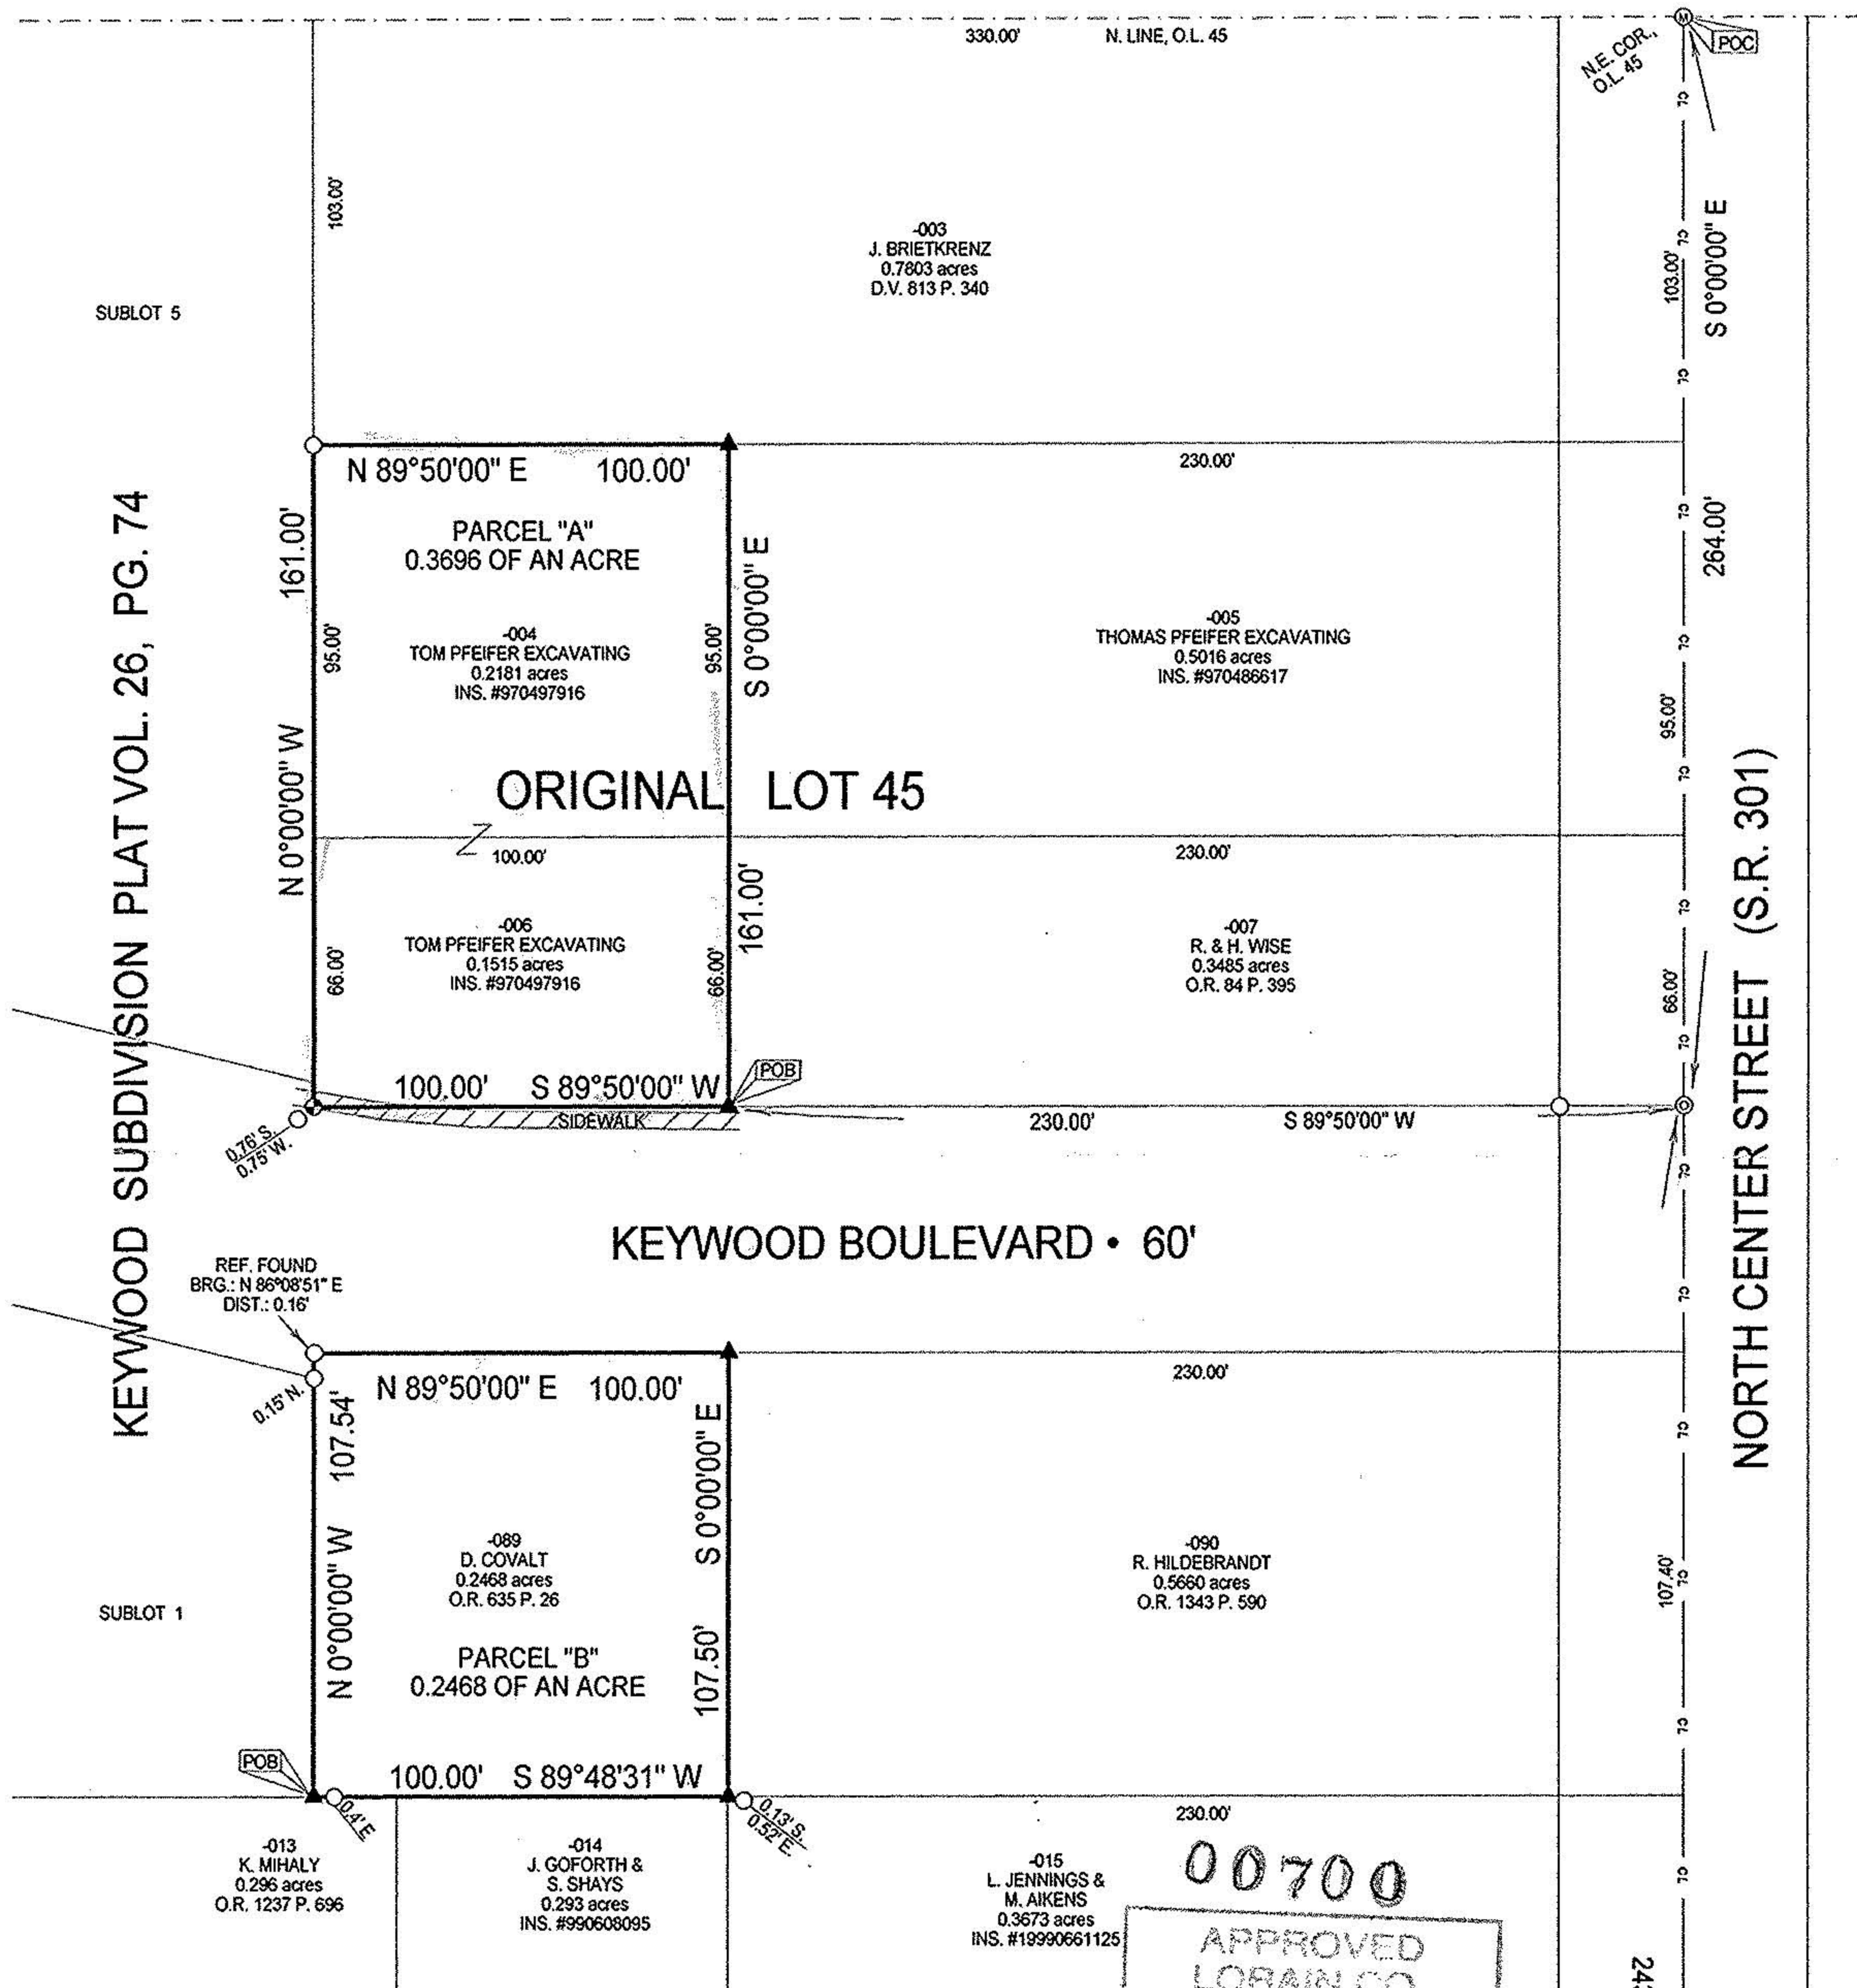 330.00' N. LINE, O.L. 45
N.E. COR.,
O.L. 45
M
POC
103.00'
-003
J. BRIETKRENZ
0.7803 acres
D.V. 813 P. 340
103.00'
S 0°00'00" E
SUBLOT 5
N 89°50'00" E 100.00'
230.00'
KEYWOOD SUBDIVISION PLAT VOL. 26, PG. 74
161.00'
N 0°00'00" W
PARCEL "A"
0.3696 OF AN ACRE
95.00'
-004
TOM PFEIFER EXCAVATING
0.2181 acres
INS. #970497916
95.00'
S 0°00'00" E
161.00'
-005
THOMAS PFEIFER EXCAVATING
0.5016 acres
INS. #970486617
264.00'
95.00'
ORIGINAL LOT 45
100.00'
230.00'
66.00'
-006
TOM PFEIFER EXCAVATING
0.1515 acres
INS. #970497916
66.00'
-007
R. & H. WISE
0.3485 acres
O.R. 84 P. 395
66.00'
NORTH CENTER STREET (S.R. 301)
POB
100.00' S 89°50'00" W
SIDEWALK
230.00' S 89°50'00" W
0.76' S.
0.75' W.
KEYWOOD BOULEVARD • 60'
REF. FOUND
BRG.: N 86°08'51" E
DIST.: 0.16'
0.15' N.
N 89°50'00" E 100.00'
230.00'
107.54'
N 0°00'00" W
S 0°00'00" E
107.50'
-089
D. COVALT
0.2468 acres
O.R. 635 P. 26
PARCEL "B"
0.2468 OF AN ACRE
-090
R. HILDEBRANDT
0.5660 acres
O.R. 1343 P. 590
107.40'
SUBLOT 1
POB
100.00' S 89°48'31" W
0.4' E
0.13' S.
0.52' E.
230.00'
-013
K. MIHALY
0.296 acres
O.R. 1237 P. 696
-014
J. GOFORTH &
S. SHAYS
0.293 acres
INS. #990608095
-015
L. JENNINGS &
M. AIKENS
0.3673 acres
INS. #19990661125
00700
APPROVED
LORAIN CO